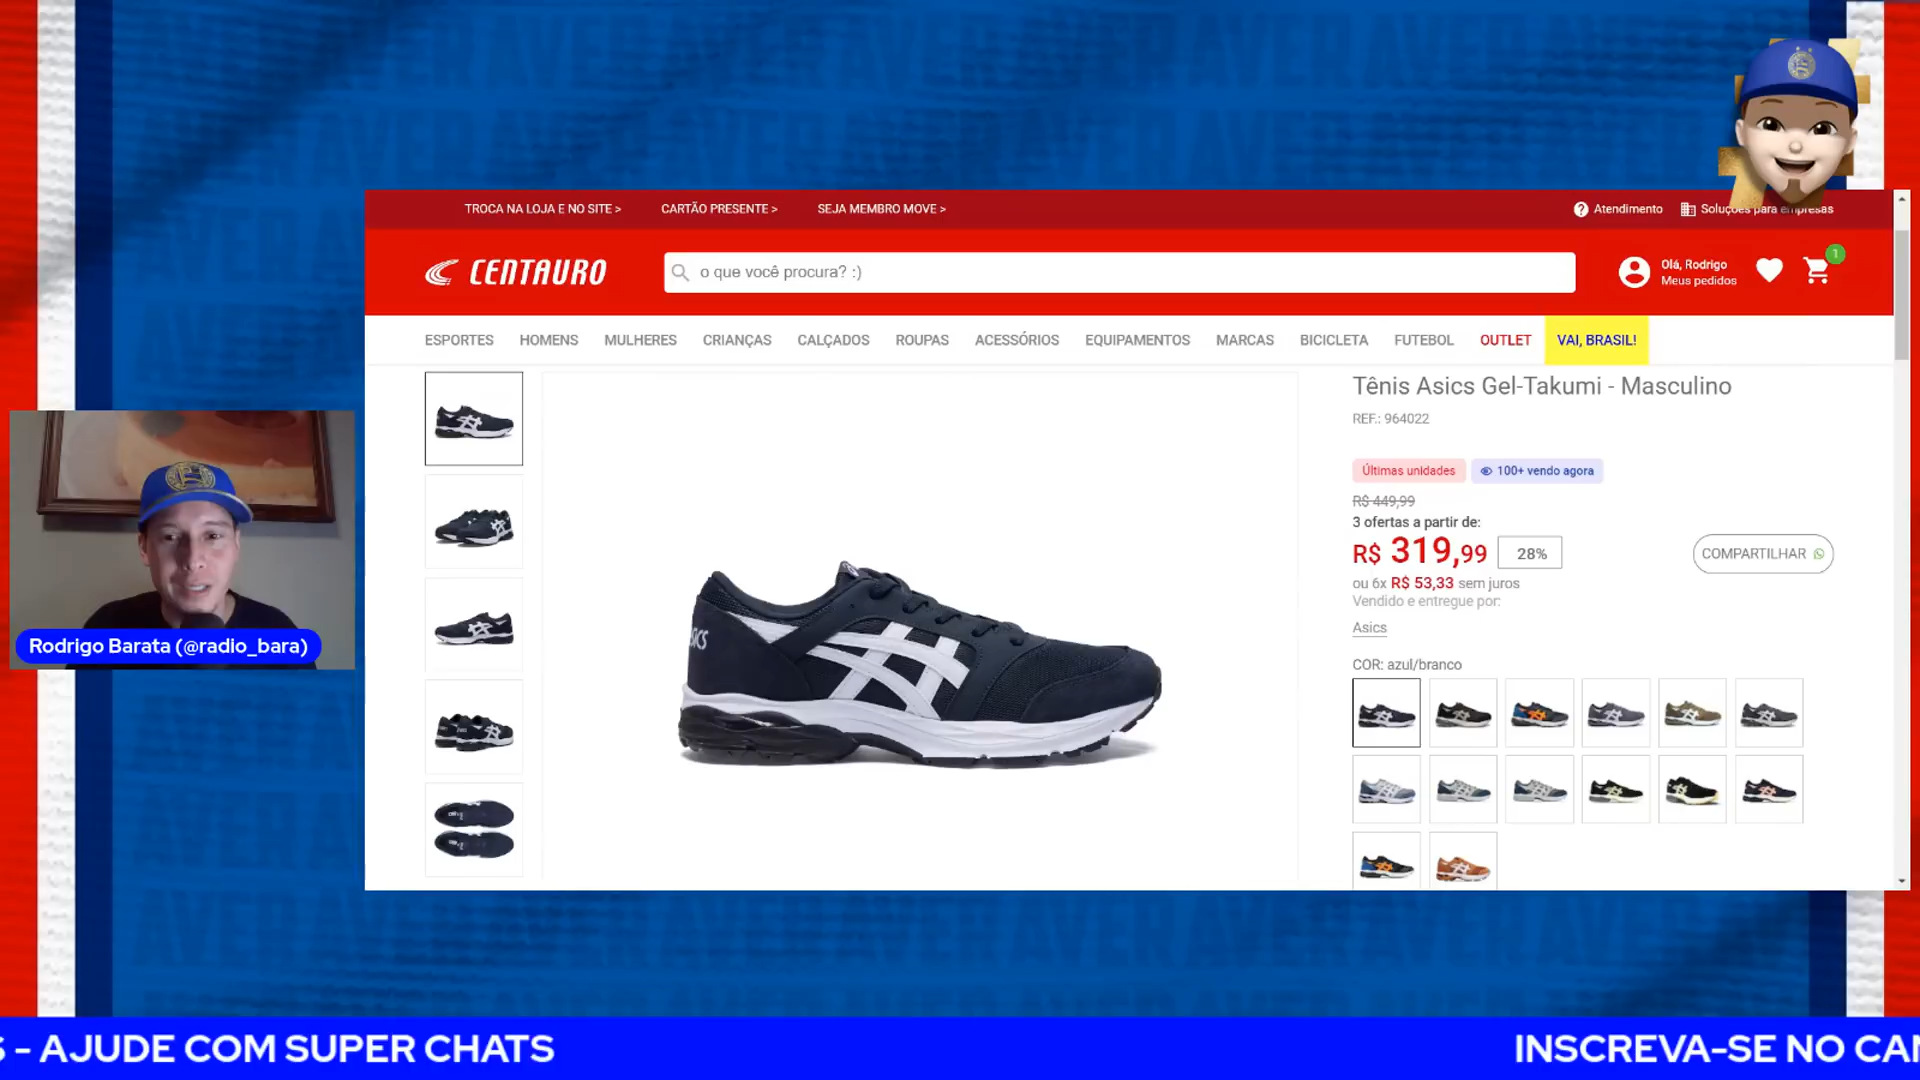 TROCA NA LOJA E NO SITE >
CARTÃO PRESENTE >
SEJA MEMBRO MOVE >
Atendimento
Soluções para empresas
CENTAURO
o que você procura? :)
Olá, Rodrigo
Meus pedidos
1
ESPORTES
HOMENS
MULHERES
CRIANÇAS
CALÇADOS
ROUPAS
ACESSÓRIOS
EQUIPAMENTOS
MARCAS
BICICLETA
FUTEBOL
OUTLET
VAI, BRASIL!
Tênis Asics Gel-Takumi - Masculino
REF.: 964022
Últimas unidades
100+ vendo agora
R$ 449,99
3 ofertas a partir de:
R$ 319,99
28%
COMPARTILHAR
ou 6x R$ 53,33 sem juros
Vendido e entregue por:
Asics
COR: azul/branco
Rodrigo Barata (@radio_bara)
S - AJUDE COM SUPER CHATS
INSCREVA-SE NO CAN